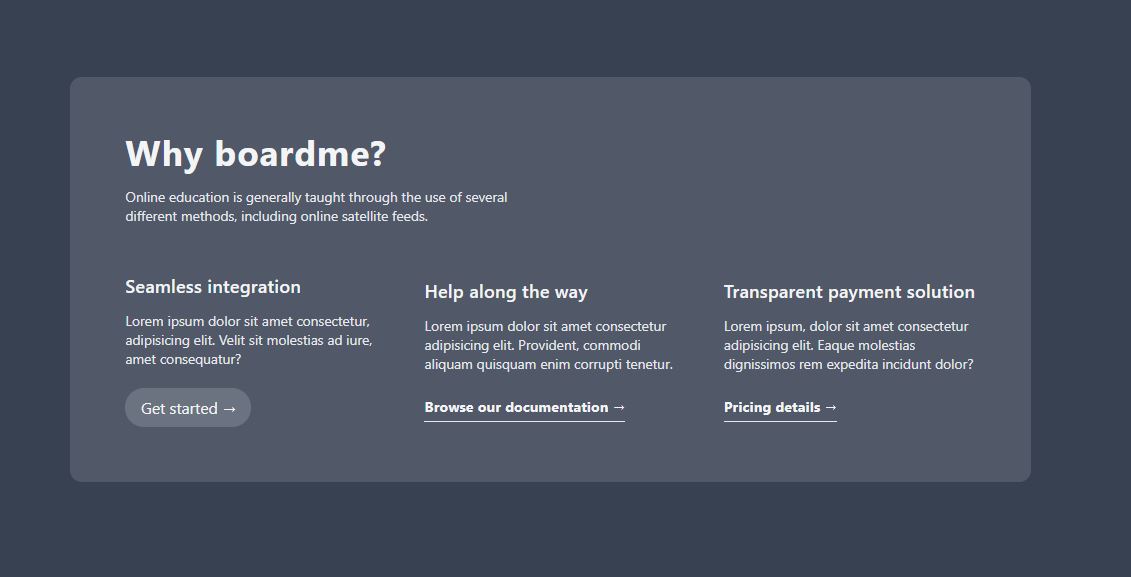 Why boardme?
Online education is generally taught through the use of several
different methods, including online satellite feeds.
Seamless integration
Lorem ipsum dolor sit amet consectetur,
adipisicing elit. Velit sit molestias ad iure,
amet consequatur?
Get started →
Help along the way
Lorem ipsum dolor sit amet consectetur
adipisicing elit. Provident, commodi
aliquam quisquam enim corrupti tenetur.
Browse our documentation →
Transparent payment solution
Lorem ipsum, dolor sit amet consectetur
adipisicing elit. Eaque molestias
dignissimos rem expedita incidunt dolor?
Pricing details →